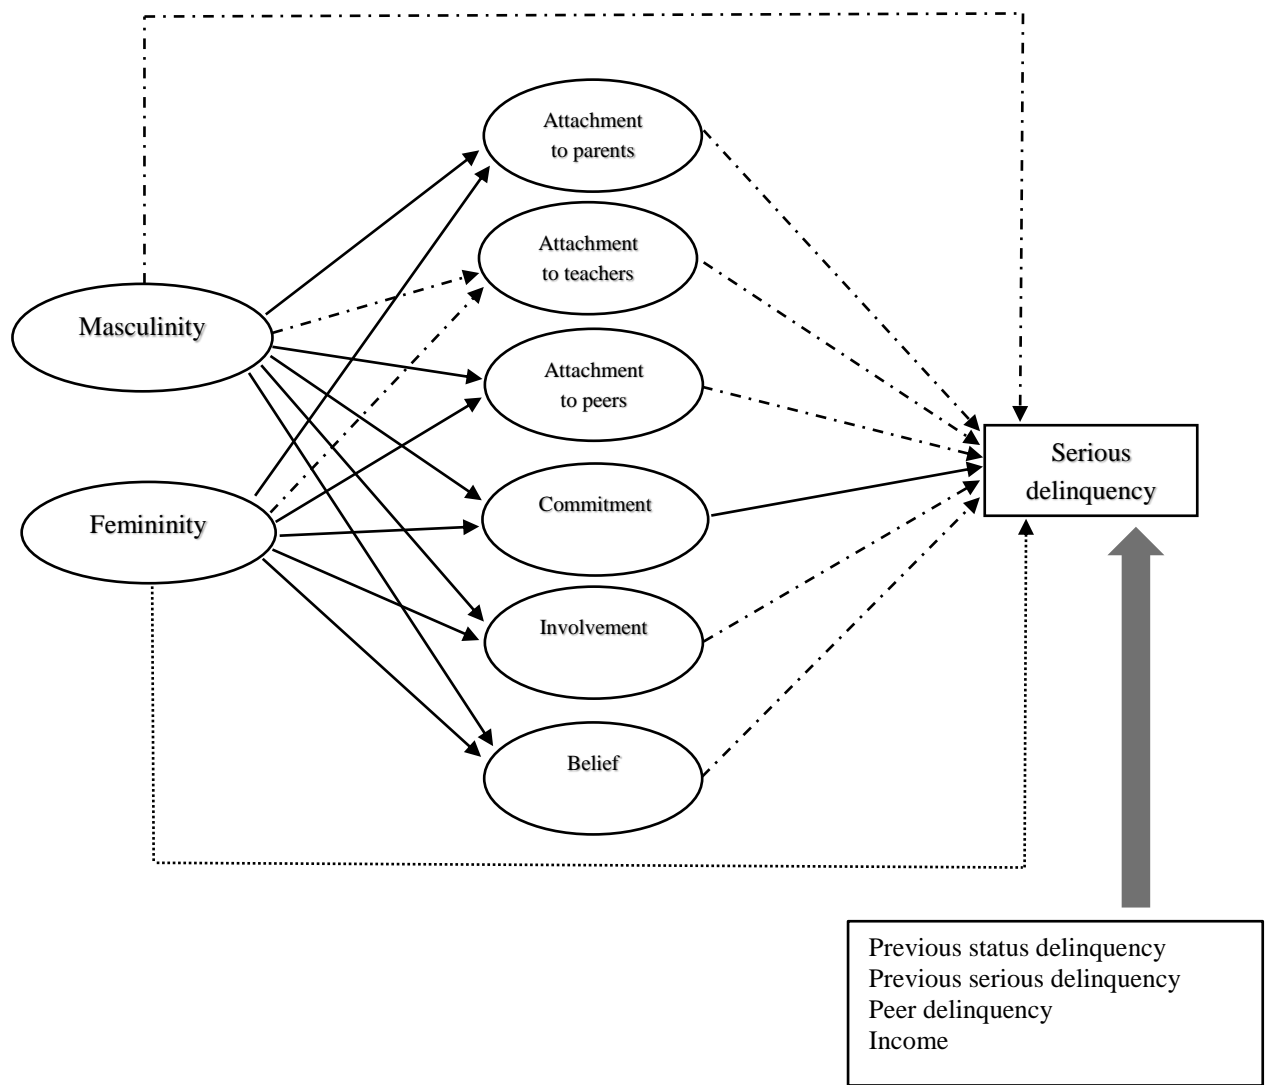 Attachment
to parents
Attachment
to teachers
Masculinity
Attachment
to peers
Serious
delinquency
Commitment
Femininity
Involvement
Belief
Previous status delinquency
Previous serious delinquency
Peer delinquency
Income